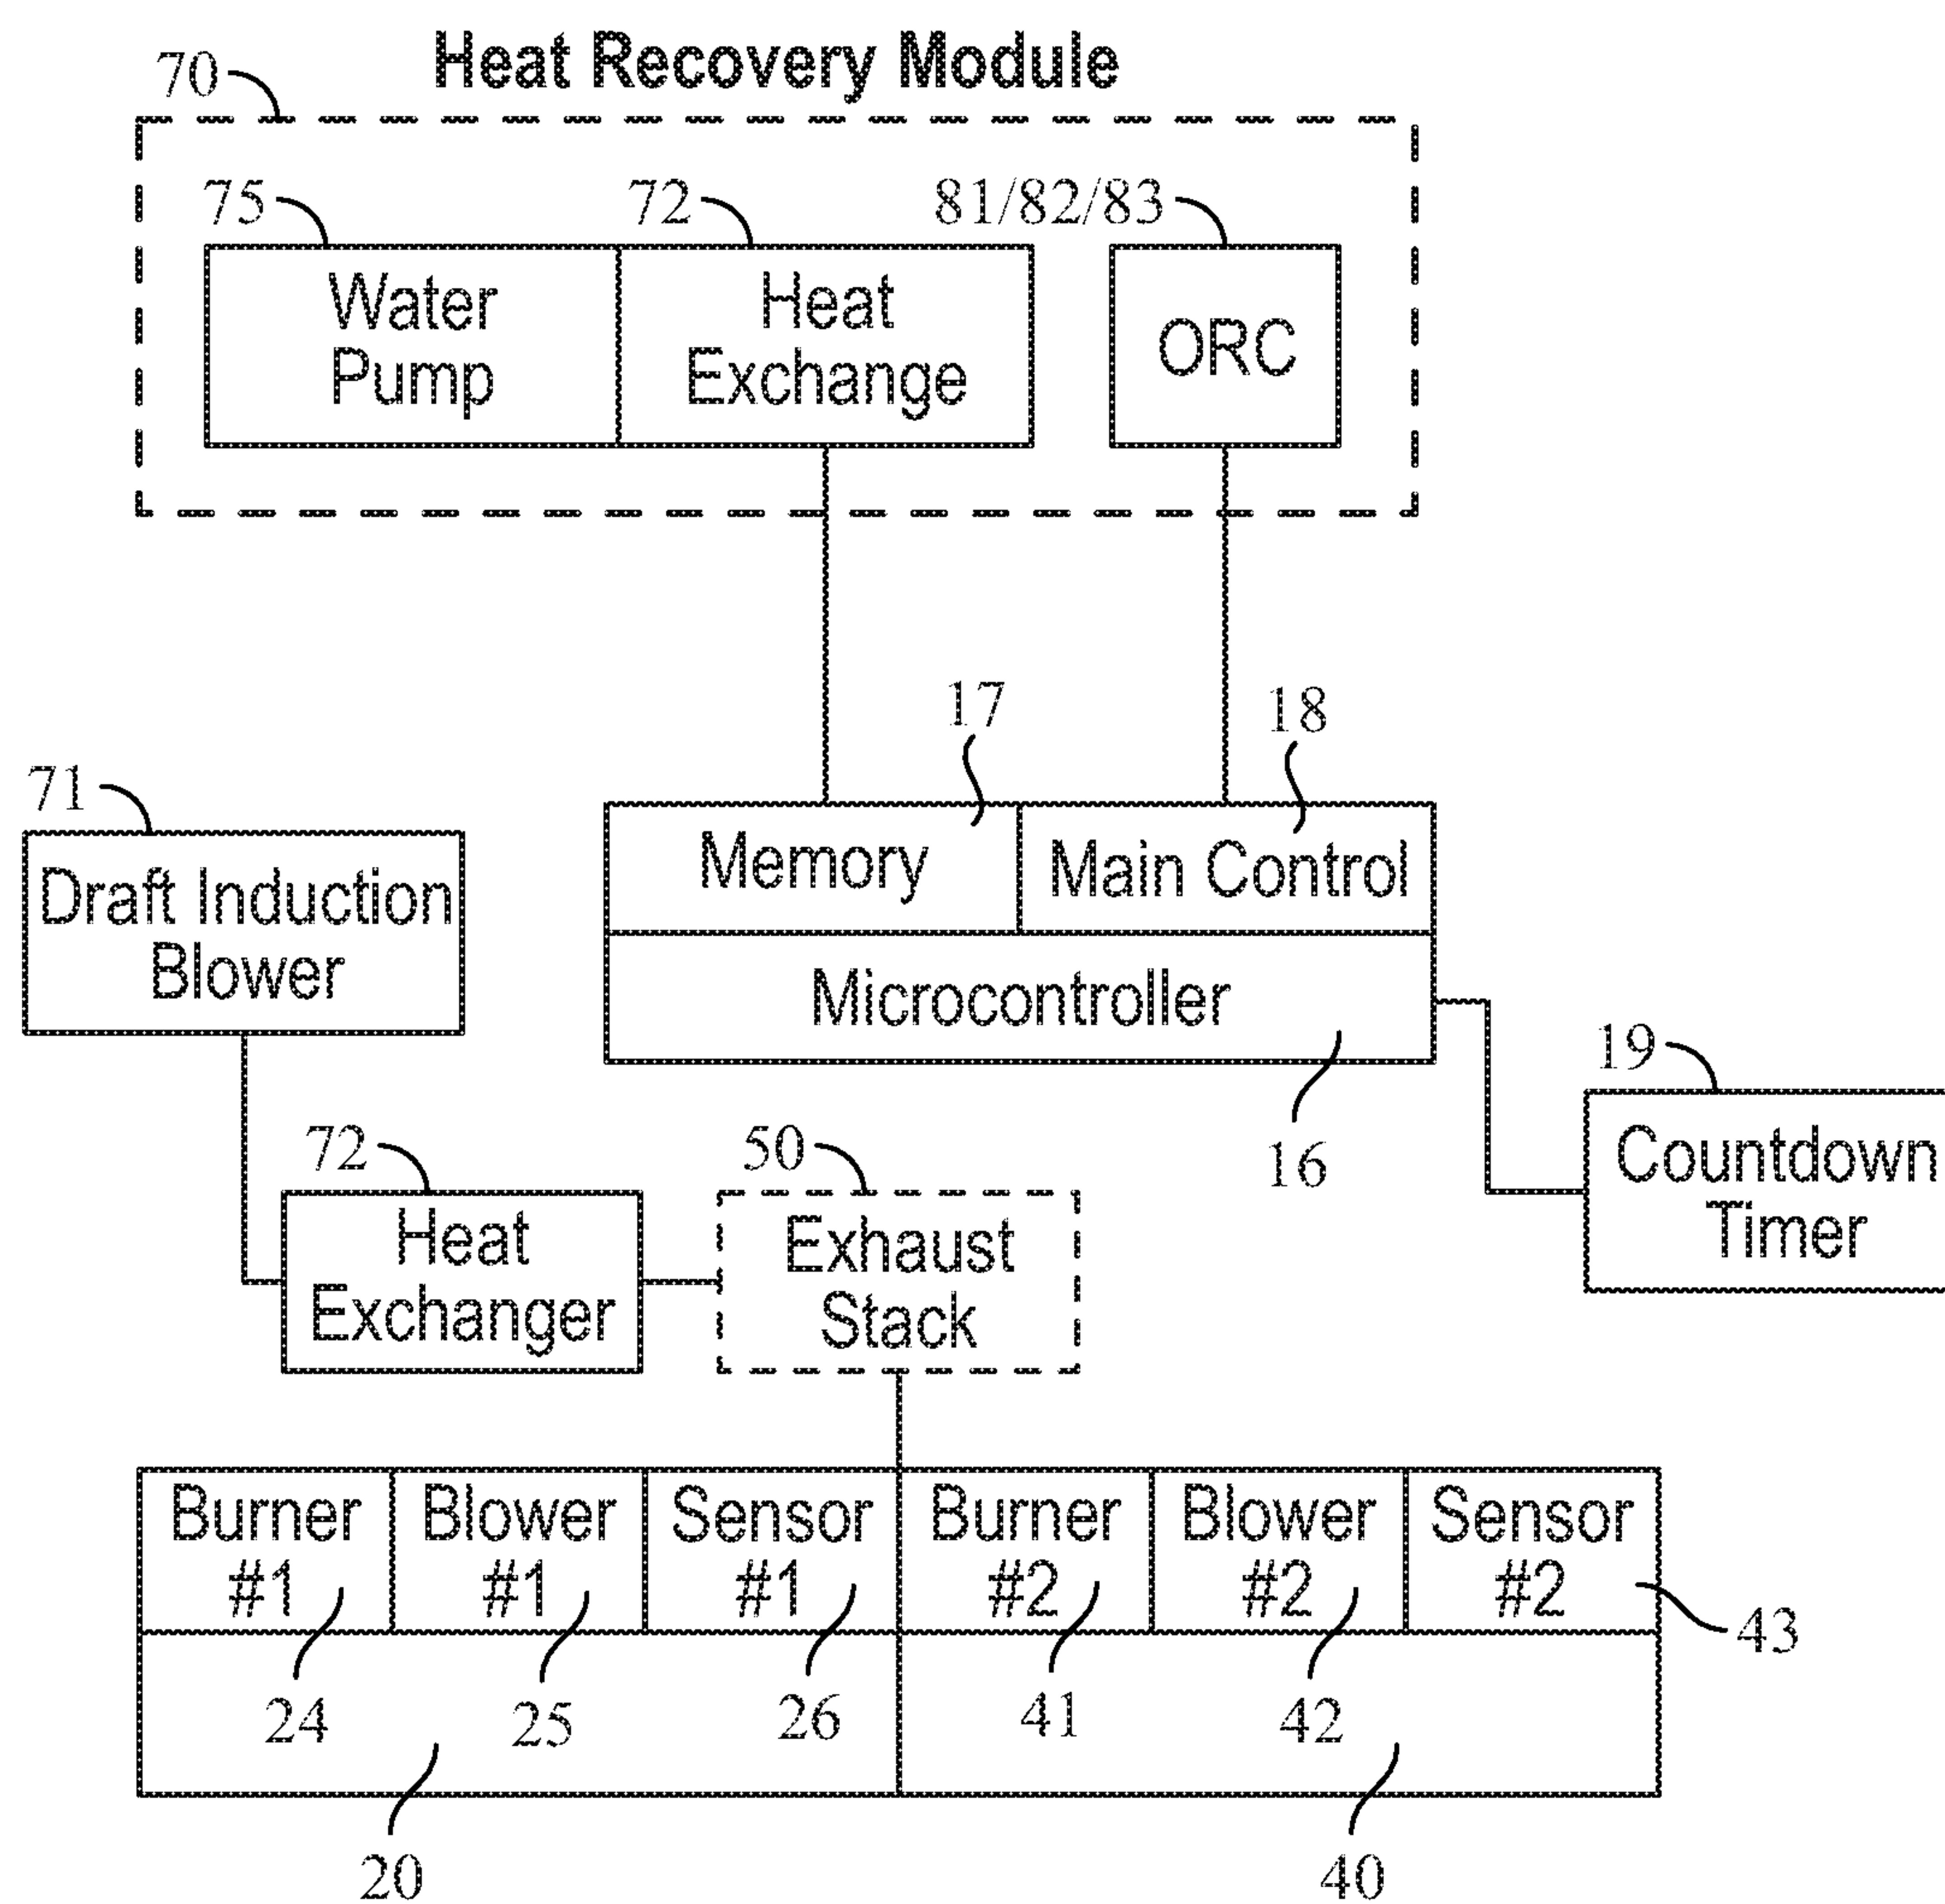 Heat Recovery Module
70
75
72
81/82/83
Water
Pump
Heat
Exchange
ORC
17
18
71
Memory
Main Control
Draft Induction
Blower
Microcontroller
19
16
72
50
Countdown
Timer
Heat
Exchanger
Exhaust
Stack
Burner
#1
Blower
#1
Sensor
#1
Burner
#2
Blower
#2
Sensor
#2
43
24
25
26
41
42
20
40